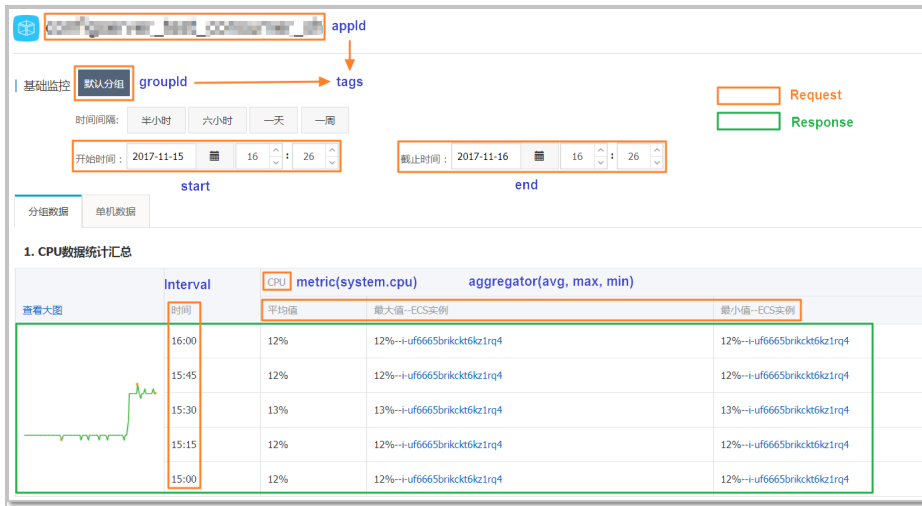 appId
基础监控 默认分组 groupId tags
Request
时间间隔: 半小时 六小时 一天 一周
Response
开始时间： 2017-11-15 16 : 26 截止时间： 2017-11-16 16 : 26
start end
分组数据 单机数据
1. CPU数据统计汇总
Interval CPU metric(system.cpu) aggregator(avg, max, min)
查看大图 时间 平均值 最大值--ECS实例 最小值--ECS实例
16:00 12% 12%--i-uf6665brikckt6kz1rq4 12%--i-uf6665brikckt6kz1rq4
15:45 12% 12%--i-uf6665brikckt6kz1rq4 12%--i-uf6665brikckt6kz1rq4
15:30 13% 13%--i-uf6665brikckt6kz1rq4 13%--i-uf6665brikckt6kz1rq4
15:15 12% 12%--i-uf6665brikckt6kz1rq4 12%--i-uf6665brikckt6kz1rq4
15:00 12% 12%--i-uf6665brikckt6kz1rq4 12%--i-uf6665brikckt6kz1rq4